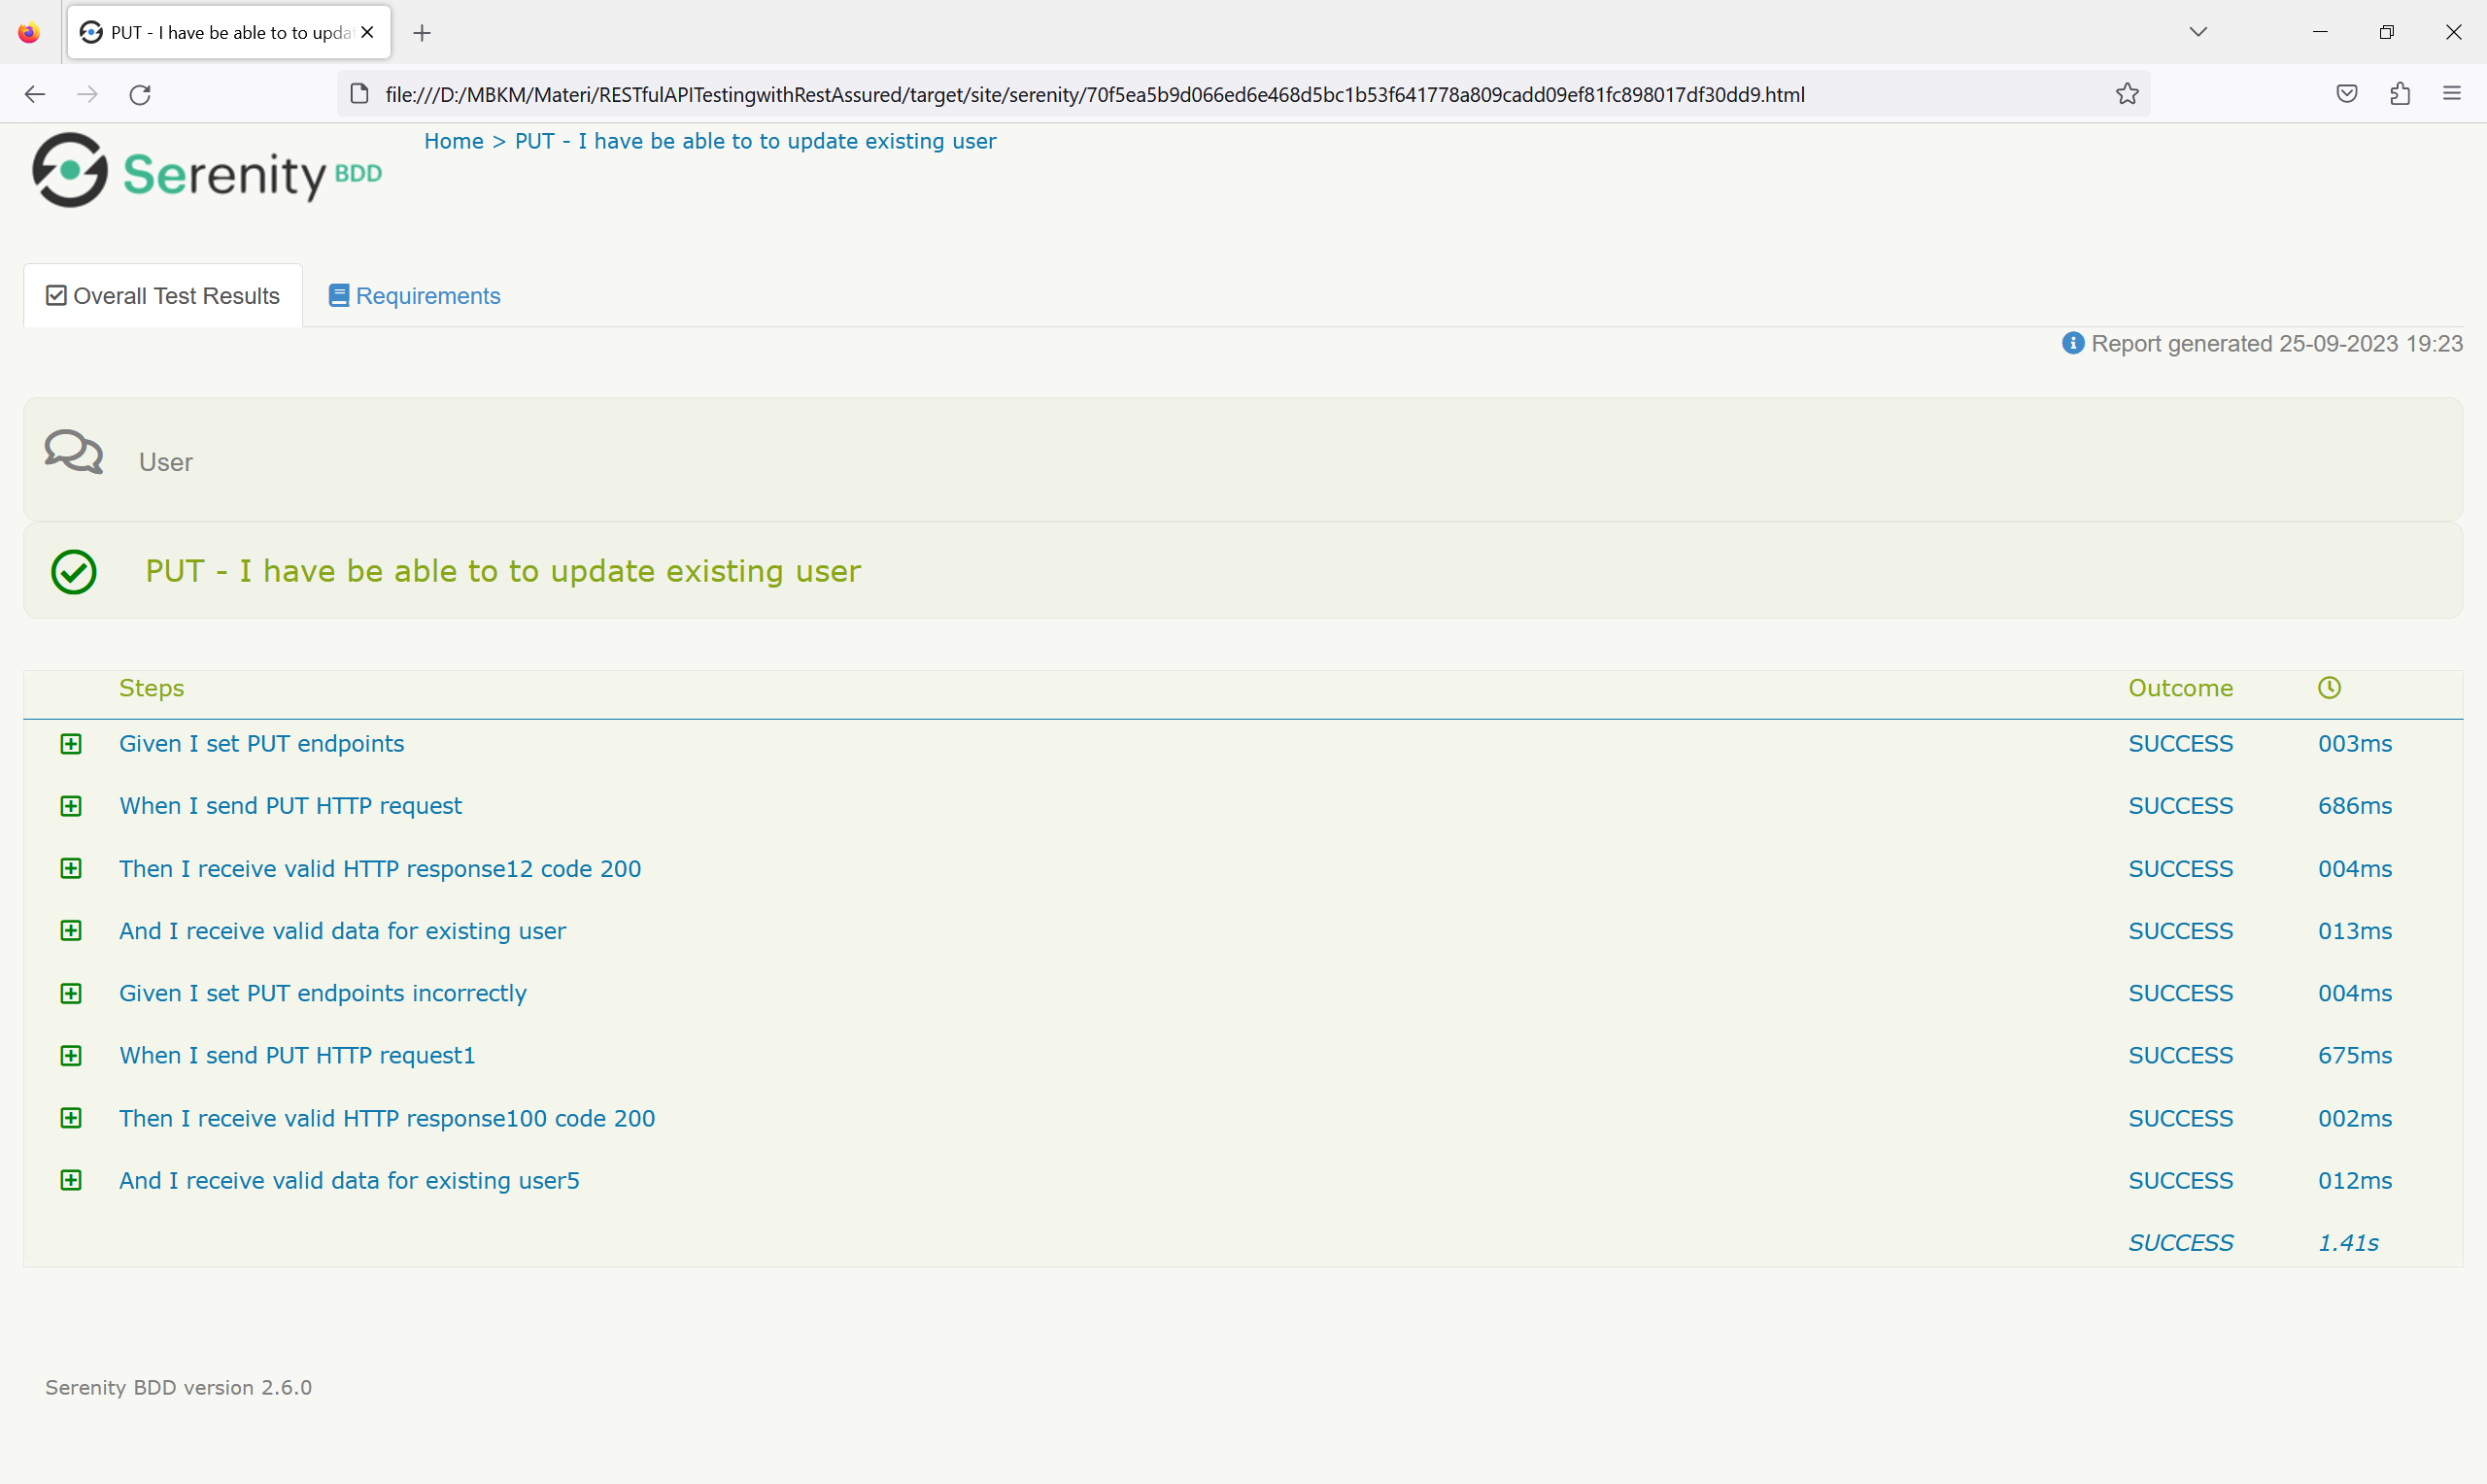 PUT - I have be able to to upda
file:///D:/MBKM/Materi/RESTfulAPITestingwithRestAssured/target/site/serenity/70f5ea5b9d066ed6e468d5bc1b53f641778a809cadd09ef81fc898017df30dd9.html
Serenity BDD
Home > PUT - I have be able to to update existing user
Overall Test Results Requirements
Report generated 25-09-2023 19:23
User
PUT - I have be able to to update existing user
Steps Outcome
Given I set PUT endpoints SUCCESS 003ms
When I send PUT HTTP request SUCCESS 686ms
Then I receive valid HTTP response12 code 200 SUCCESS 004ms
And I receive valid data for existing user SUCCESS 013ms
Given I set PUT endpoints incorrectly SUCCESS 004ms
When I send PUT HTTP request1 SUCCESS 675ms
Then I receive valid HTTP response100 code 200 SUCCESS 002ms
And I receive valid data for existing user5 SUCCESS 012ms
SUCCESS 1.41s
Serenity BDD version 2.6.0